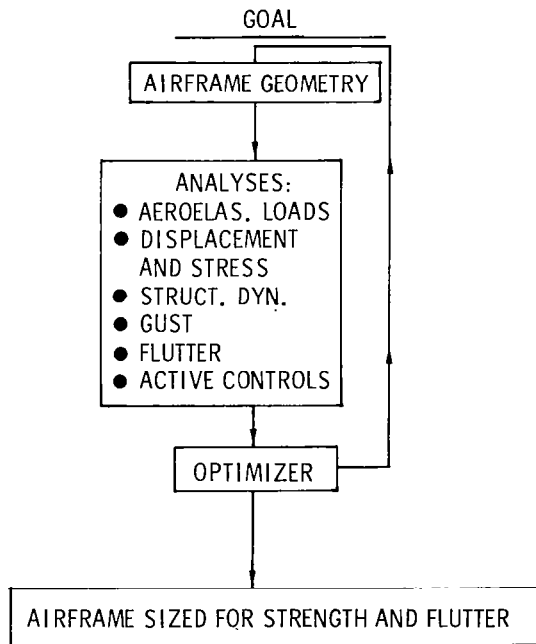 GOAL
AIRFRAME GEOMETRY
ANALYSES:
● AEROELAS. LOADS
● DISPLACEMENT
AND STRESS
● STRUCT. DYN.
● GUST
● FLUTTER
● ACTIVE CONTROLS
OPTIMIZER
AIRFRAME SIZED FOR STRENGTH AND FLUTTER